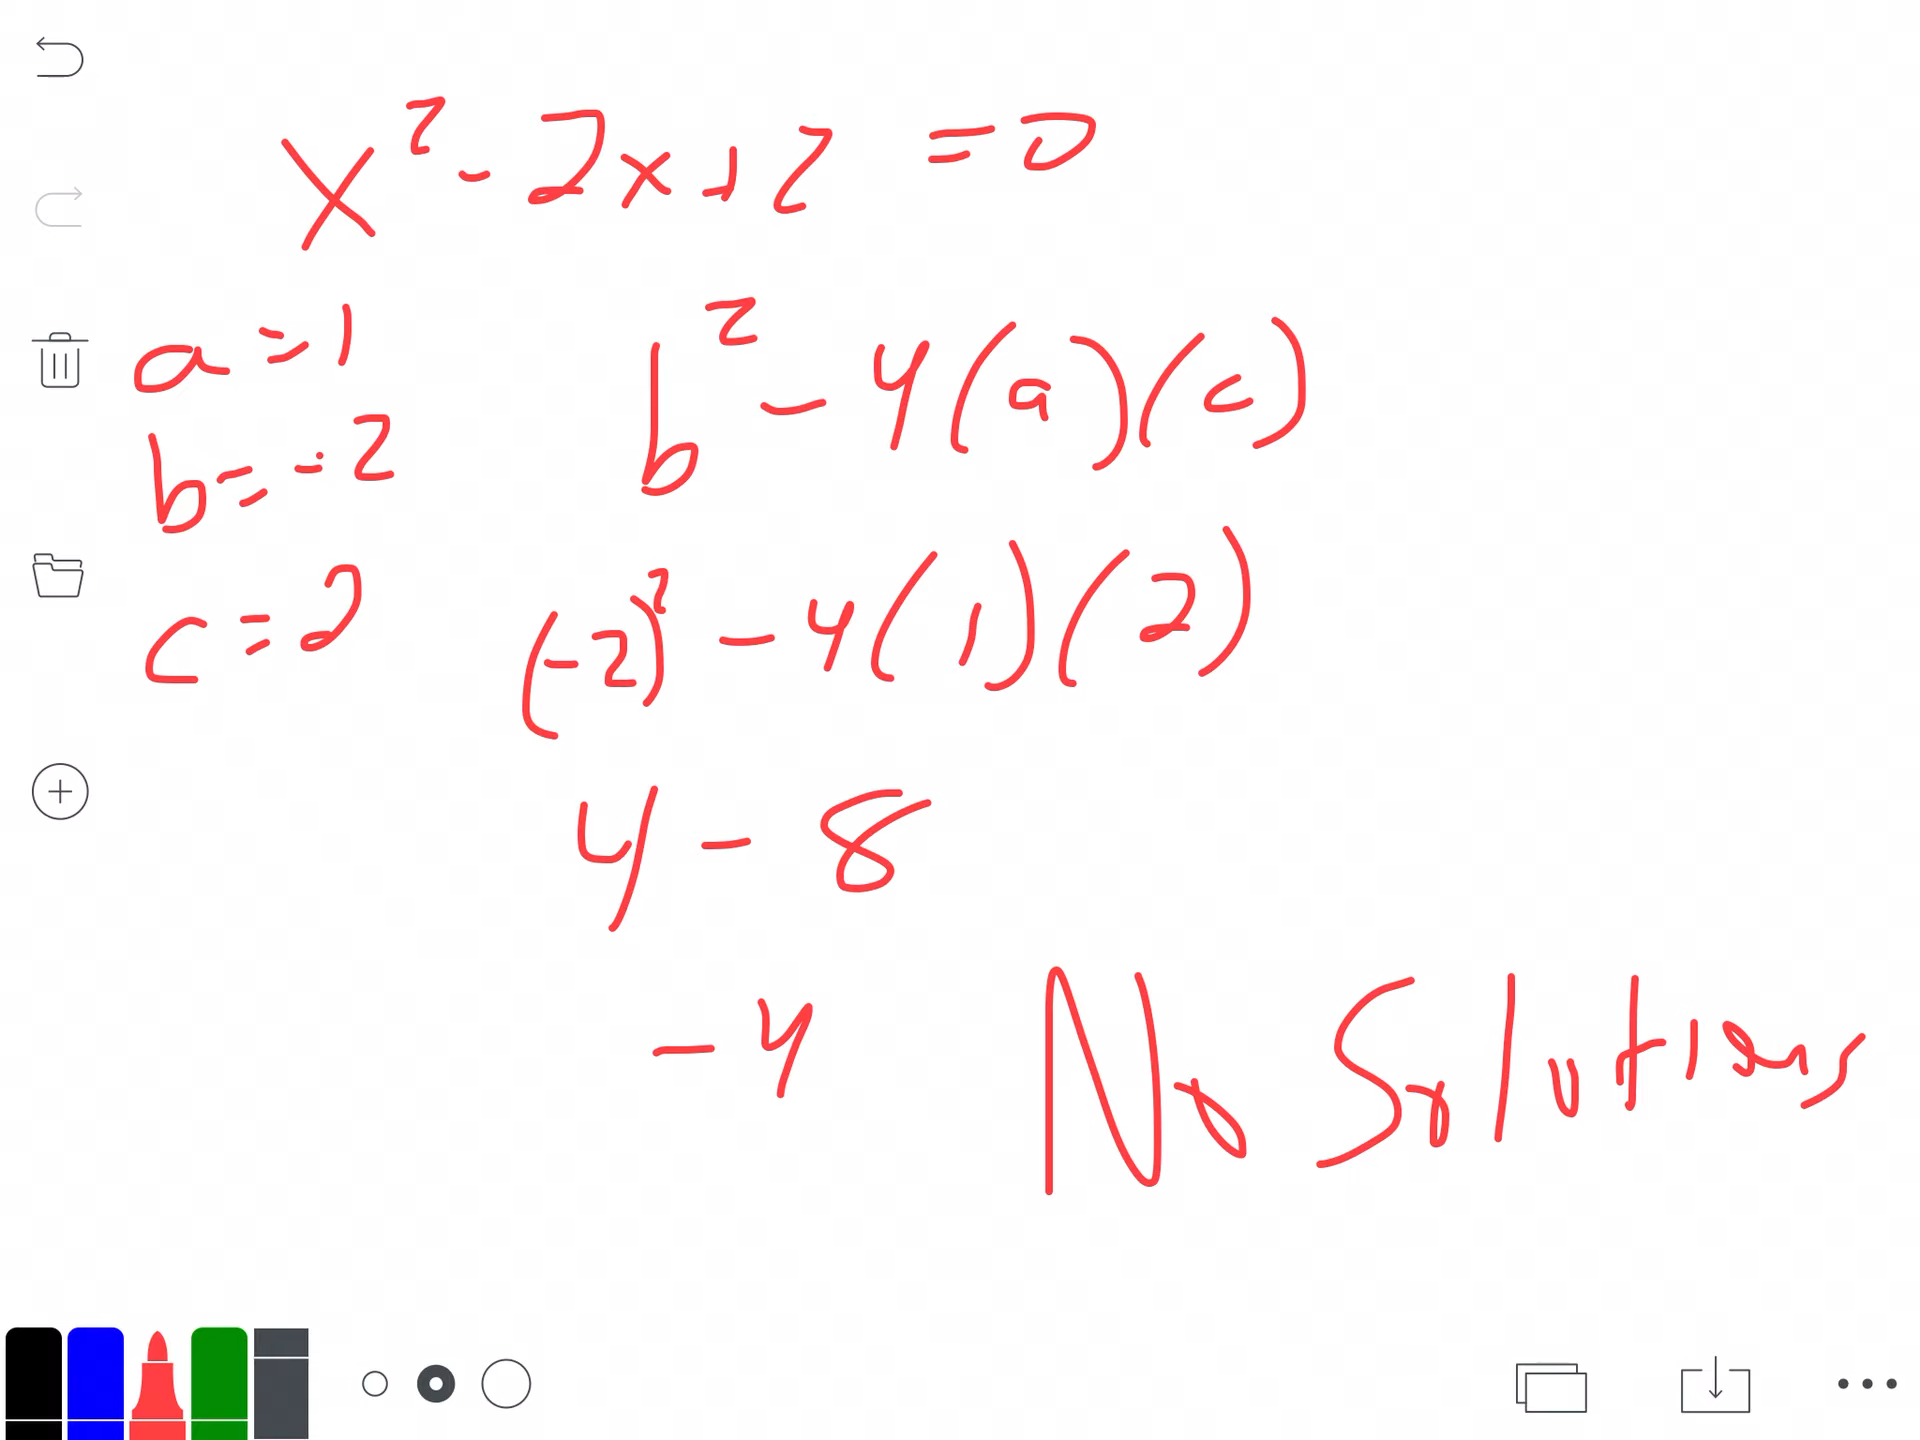 x² - 2x + 2 = 0
a = 1
b² - 4(a)(c)
b = -2
(-2)² - 4(1)(2)
c = 2
4 - 8
-4 No Solutions